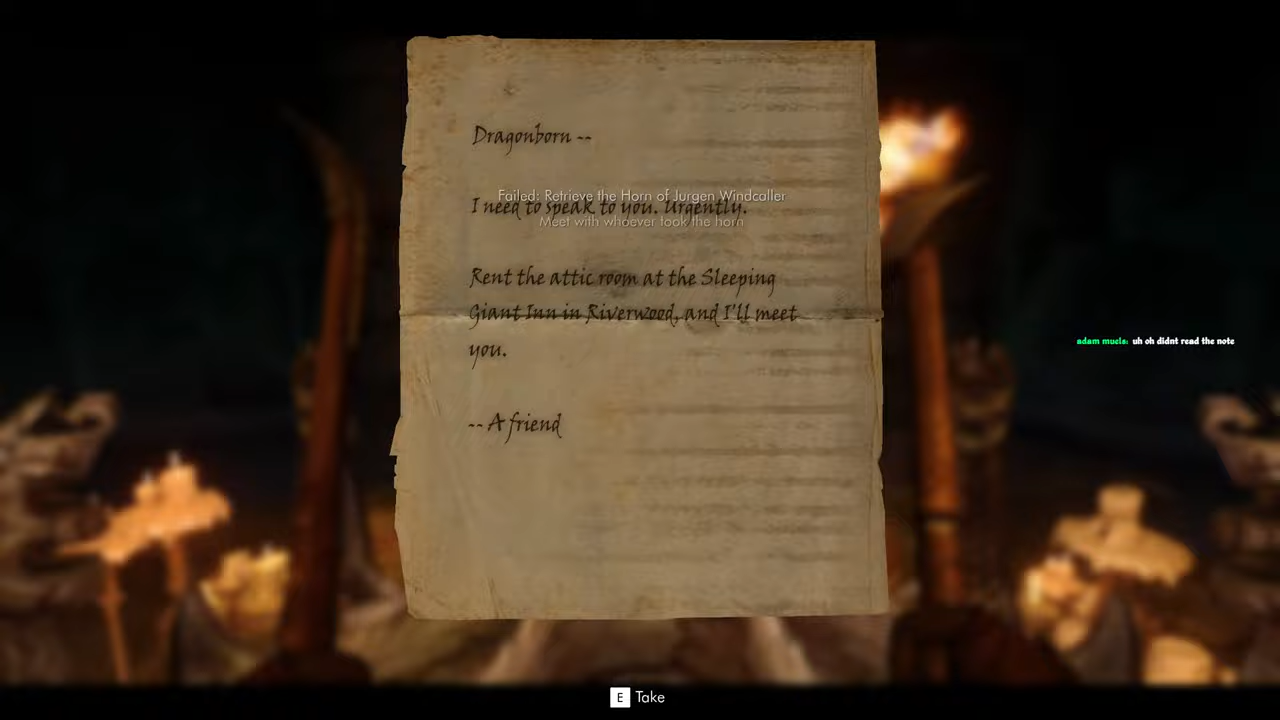 Dragonborn --
Failed: Retrieve the Horn of Jurgen Windcaller
I need to speak to you. Urgently.
Meet with whoever took the horn
Rent the attic room at the Sleeping
Giant Inn in Riverwood, and I'll meet
you.
adam mucla: uh oh didnt read the note
-- A friend
E Take